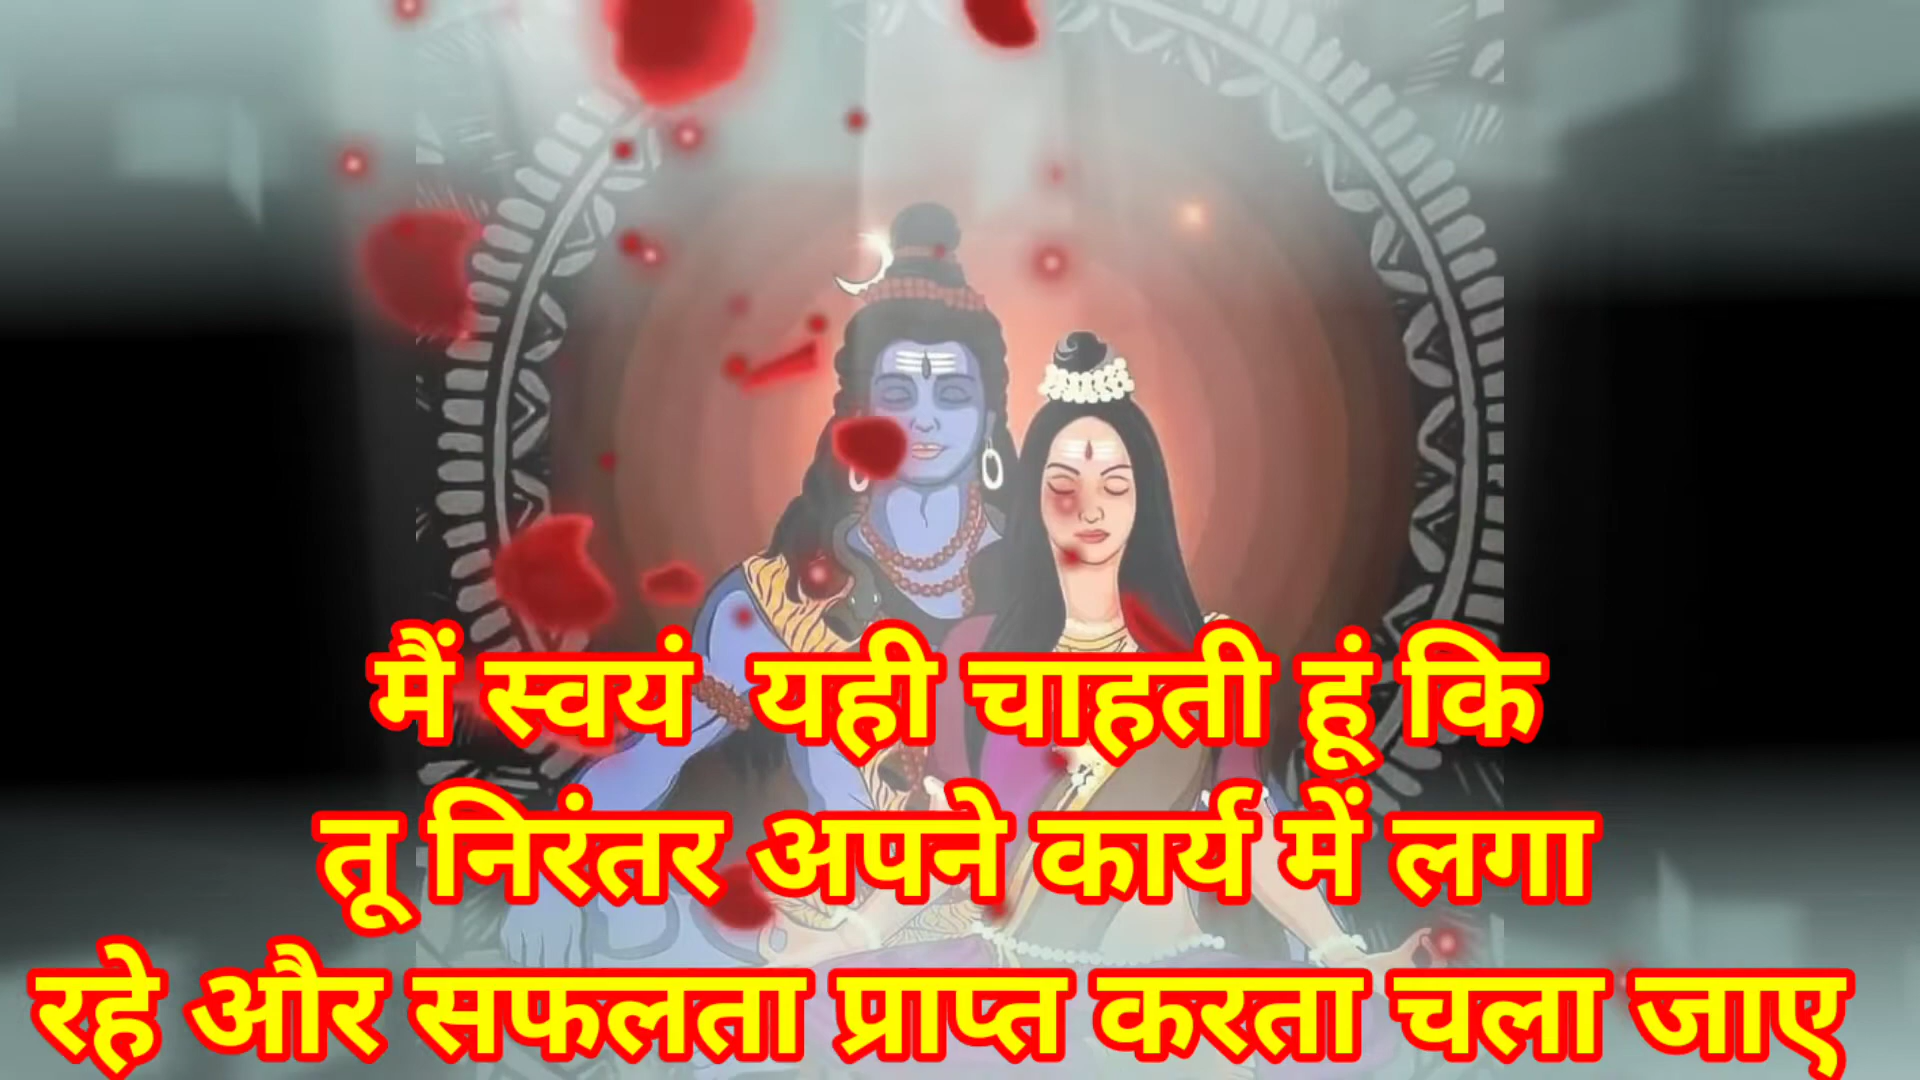 मैं स्वयं  यही चाहती हूं कि
तू निरंतर अपने कार्य में लगा
रहे और सफलता प्राप्त करता चला जाए